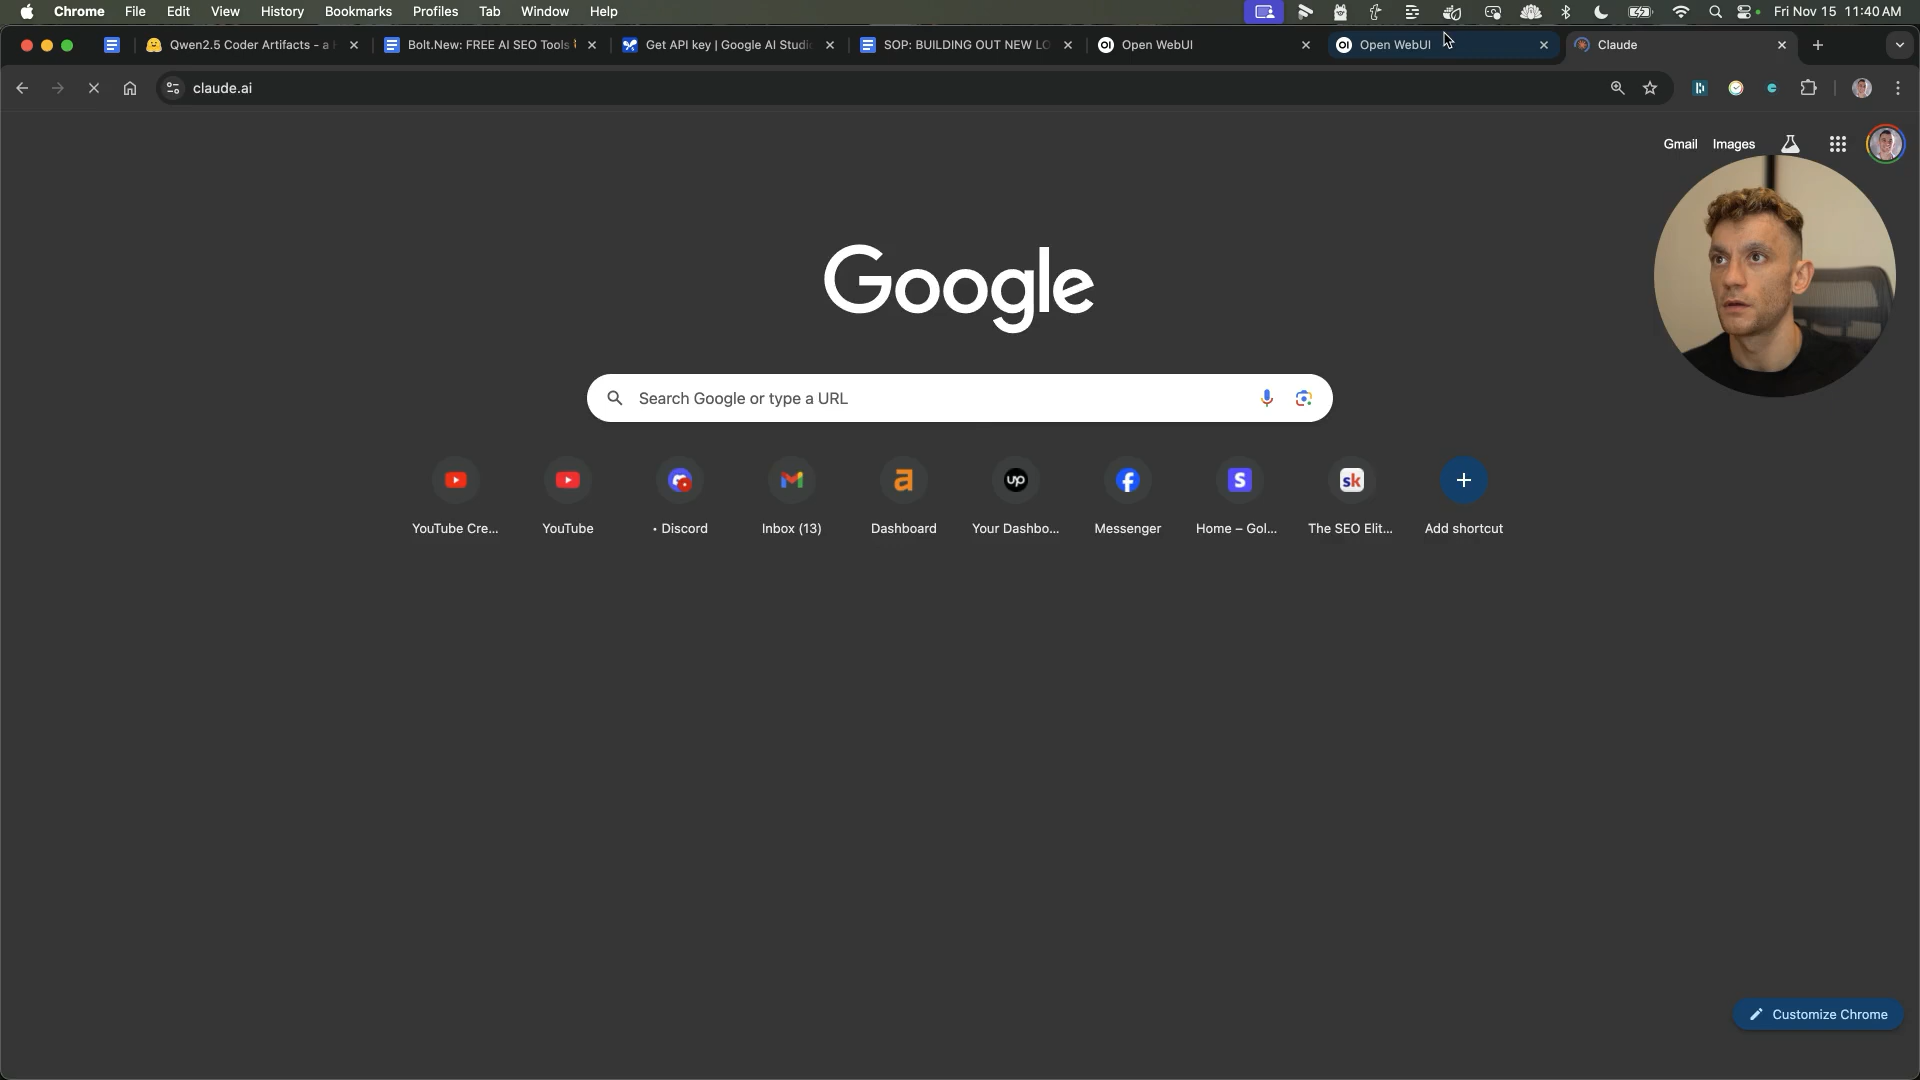 Chrome File Edit View History Bookmarks Profiles Tab Window Help Fri Nov 15 11:40 AM
Qwen2.5 Coder Artifacts - a Bolt.New: FREE AI SEO Tools Get API key | Google AI Studio SOP: BUILDING OUT NEW LO Open WebUI Open WebUI Claude
claude.ai
Gmail Images
Google
Search Google or type a URL
a up f S sk
YouTube Cre... YouTube • Discord Inbox (13) Dashboard Your Dashbo... Messenger Home – Gol... The SEO Elit... Add shortcut
Customize Chrome